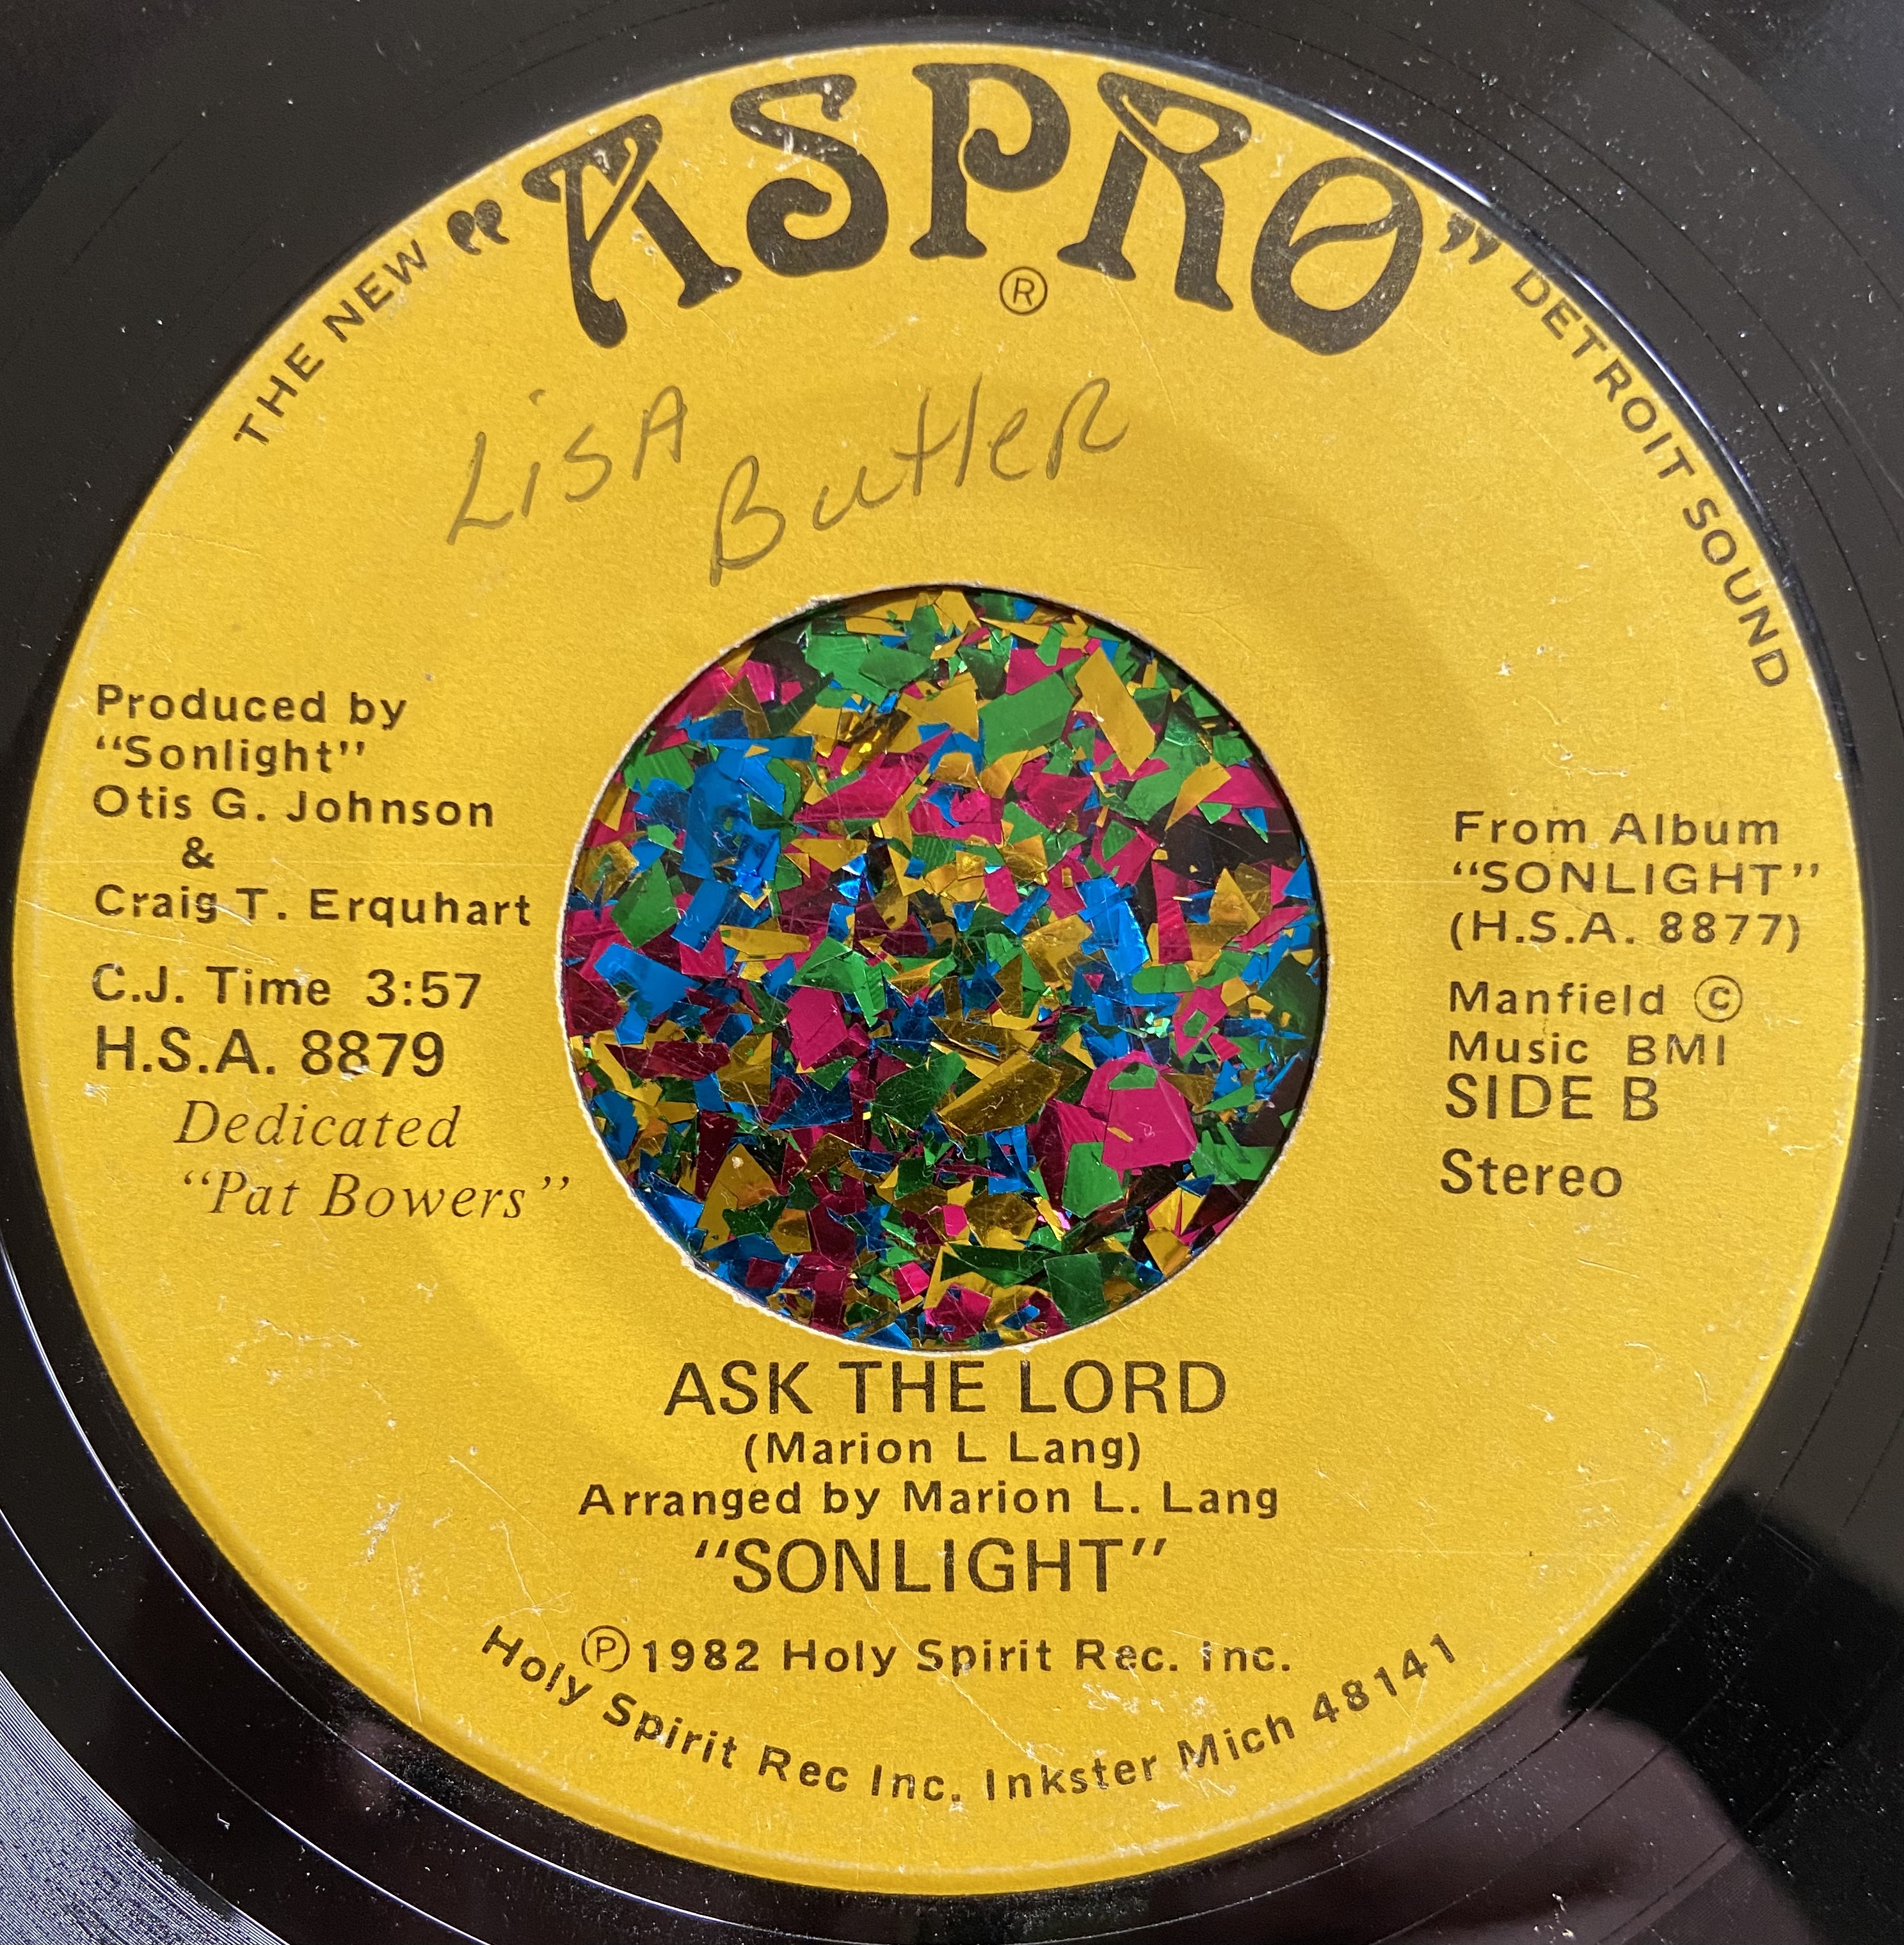 THE NEW "ASPRO" DETROIT SOUND
®
LisA
ButleR
Produced by
"Sonlight"
Otis G. Johnson
&
Craig T. Erquhart
C.J. Time 3:57
H.S.A. 8879
Dedicated
"Pat Bowers"
From Album
"SONLIGHT"
(H.S.A. 8877)
Manfield ©
Music BMI
SIDE B
Stereo
ASK THE LORD
(Marion L Lang)
Arranged by Marion L. Lang
"SONLIGHT"
℗1982 Holy Spirit Rec. Inc.
Holy Spirit Rec Inc. Inkster Mich 48141